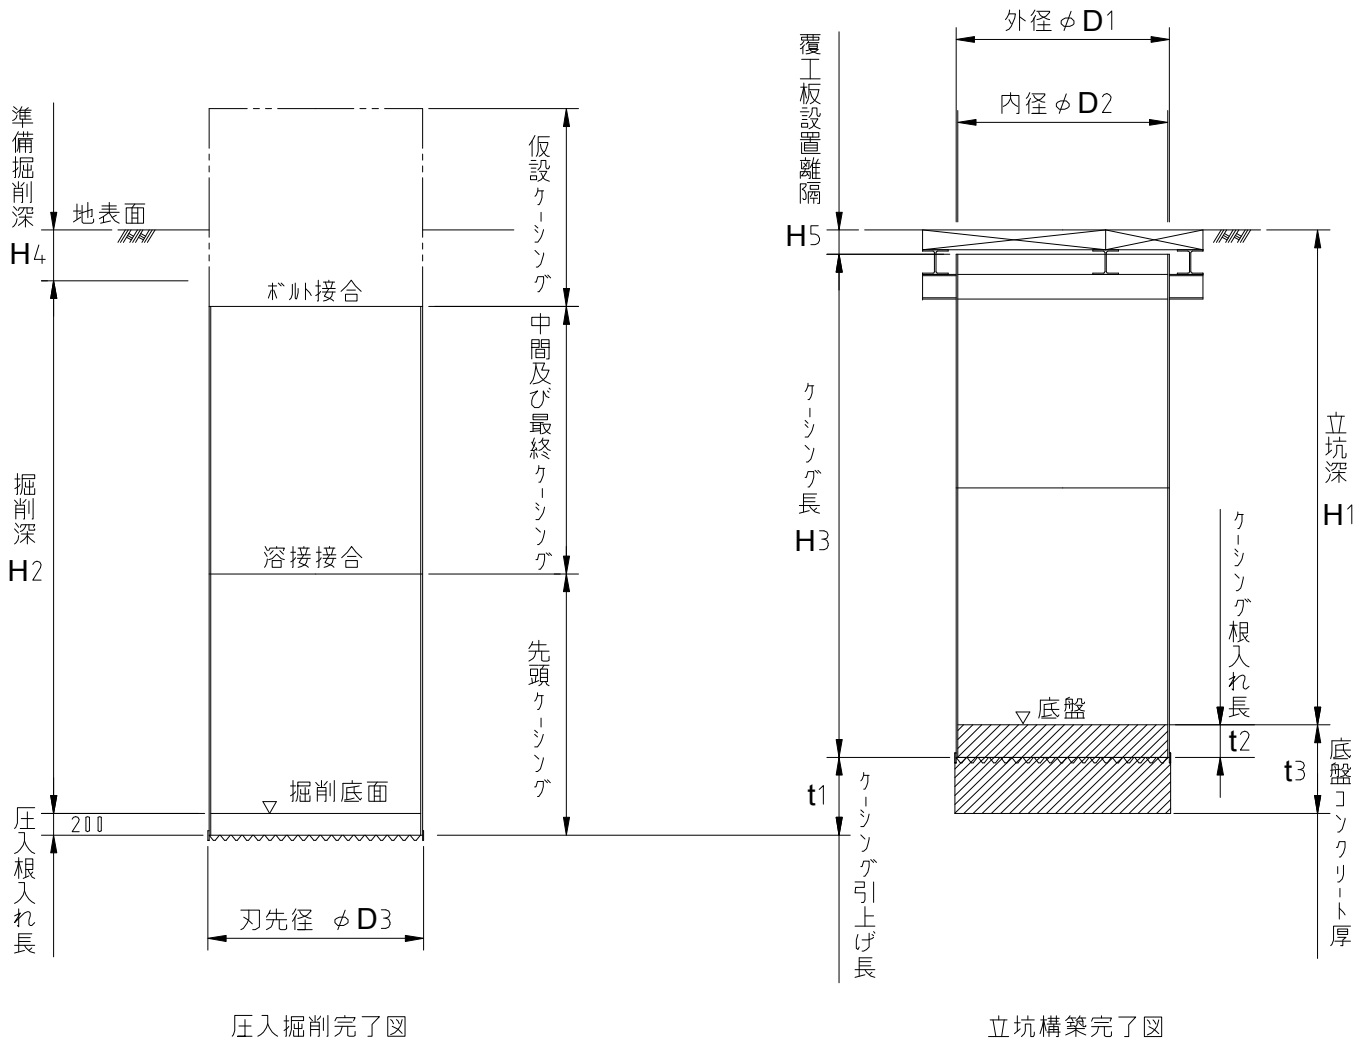 準備掘削深
H4
地表面
仮設ケーシング
ボルト接合
中間及び最終ケーシング
掘削深
H2
溶接接合
先頭ケーシング
掘削底面
200
圧入根入れ長
刃先径 φD3
圧入掘削完了図
外径φD1
内径φD2
覆工板設置離隔
H5
ケーシング長
H3
立坑深
H1
ケーシング根入れ長
t2
底盤
t1
t3
ケーシング引上げ長
底盤コンクリート厚
立坑構築完了図